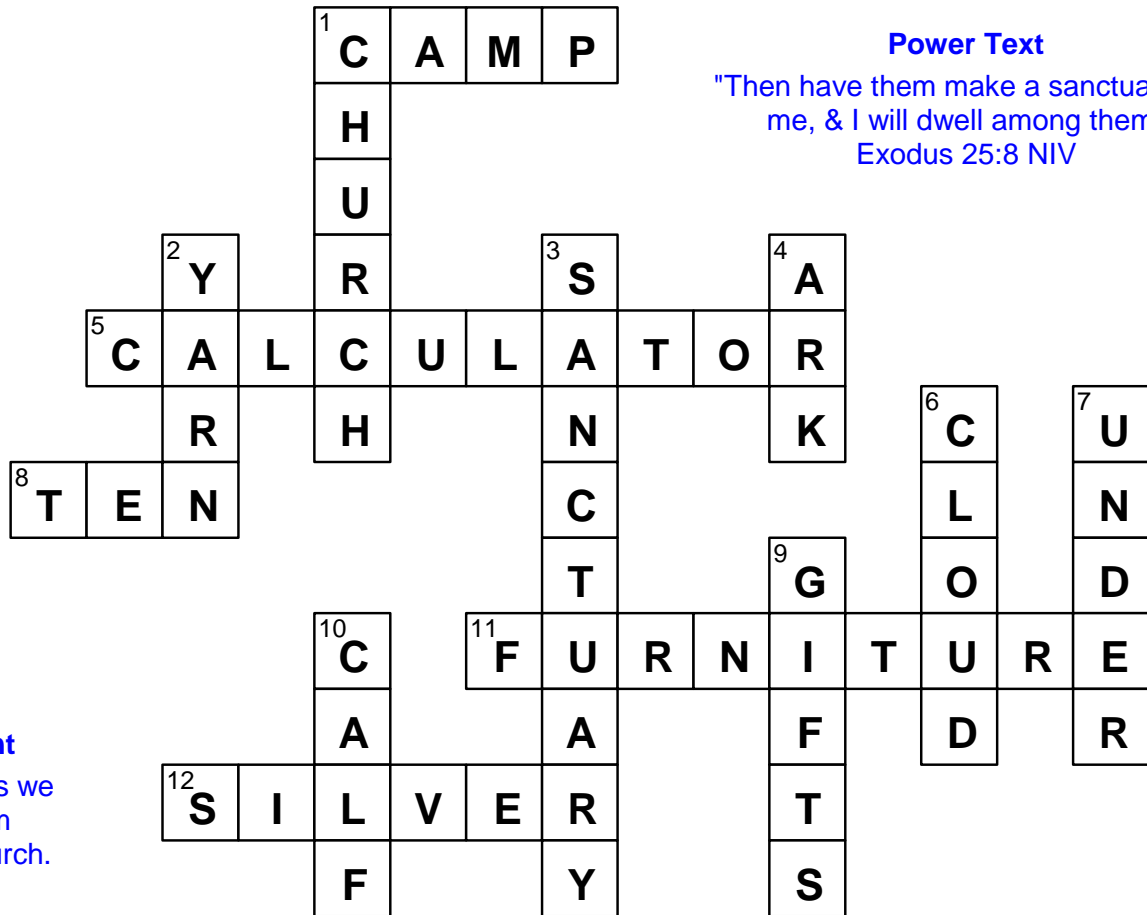 1 C A M P
Power Text
"Then have them make a sanctua
me, & I will dwell among them
Exodus 25:8 NIV
H
U
2 Y R 3 S 4 A
5 C A L C U L A T O R
R H N K 6 C 7 U
8 T E N C L N
T 9 G O D
10 C 11 F U R N I T U R E
A A F D R
12 S I L V E R T
F Y S
nt
s we
urch.